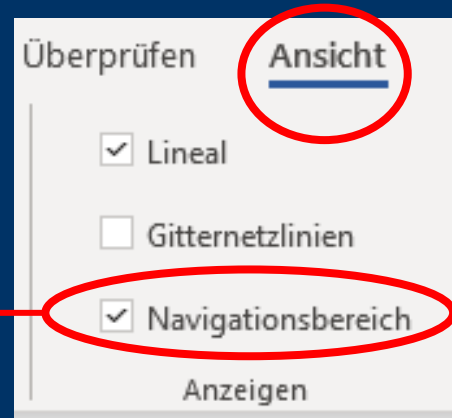 Überprüfen Ansicht
Lineal
Gitternetzlinien
Navigationsbereich
Anzeigen